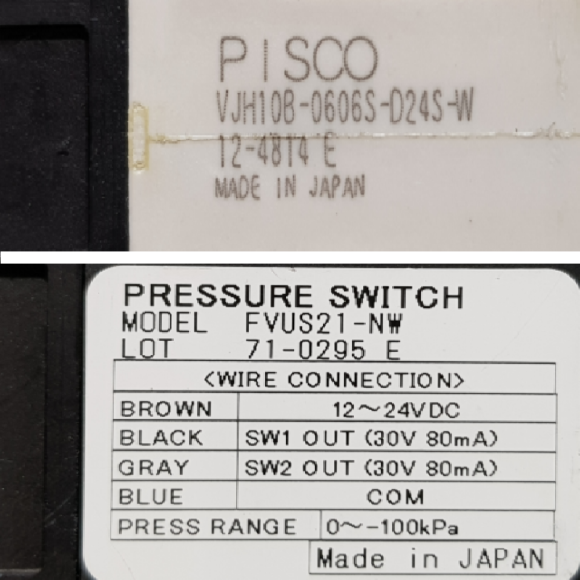 PISCO
VJH10B-0606S-D24S-W
12-4814 E
MADE IN JAPAN
PRESSURE SWITCH
MODEL FVUS21-NW
LOT 71-0295 E
<WIRE CONNECTION>
BROWN 12～24VDC
BLACK SW1 OUT (30V 80mA)
GRAY SW2 OUT (30V 80mA)
BLUE COM
PRESS RANGE 0～-100kPa
Made in JAPAN